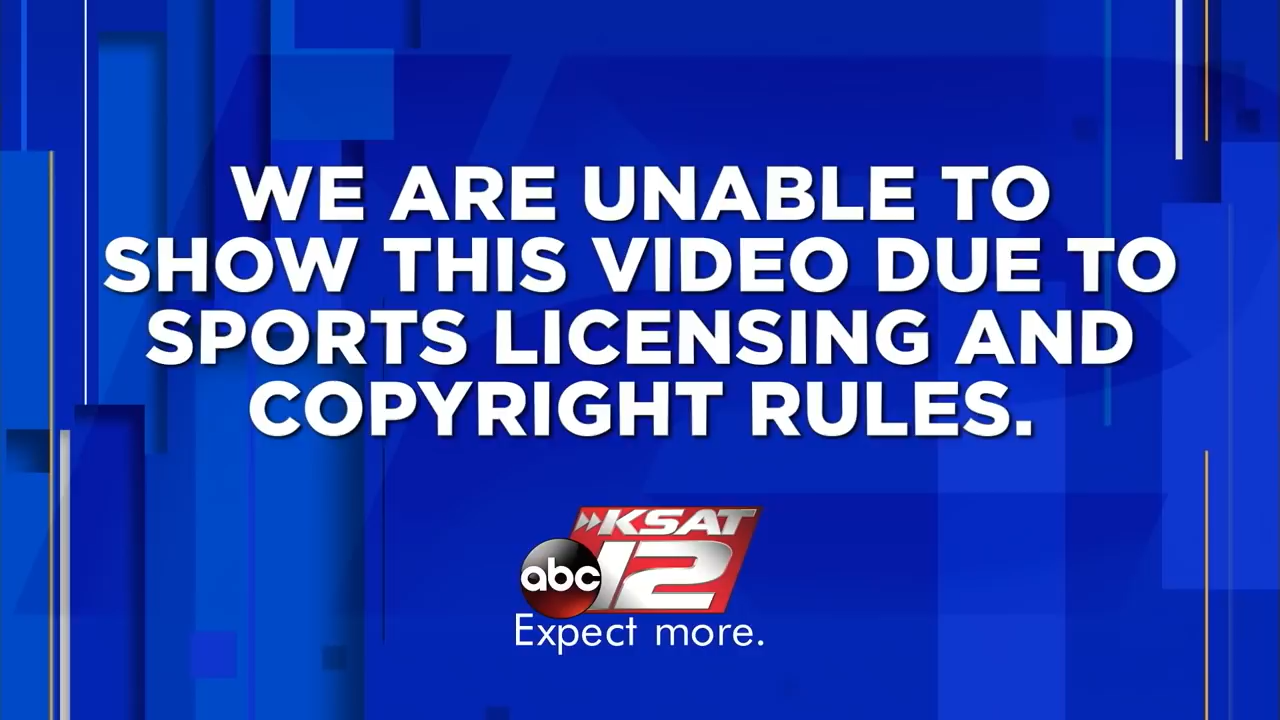 WE ARE UNABLE TO
SHOW THIS VIDEO DUE TO
SPORTS LICENSING AND
COPYRIGHT RULES.
KSAT
abc 12
Expect more.